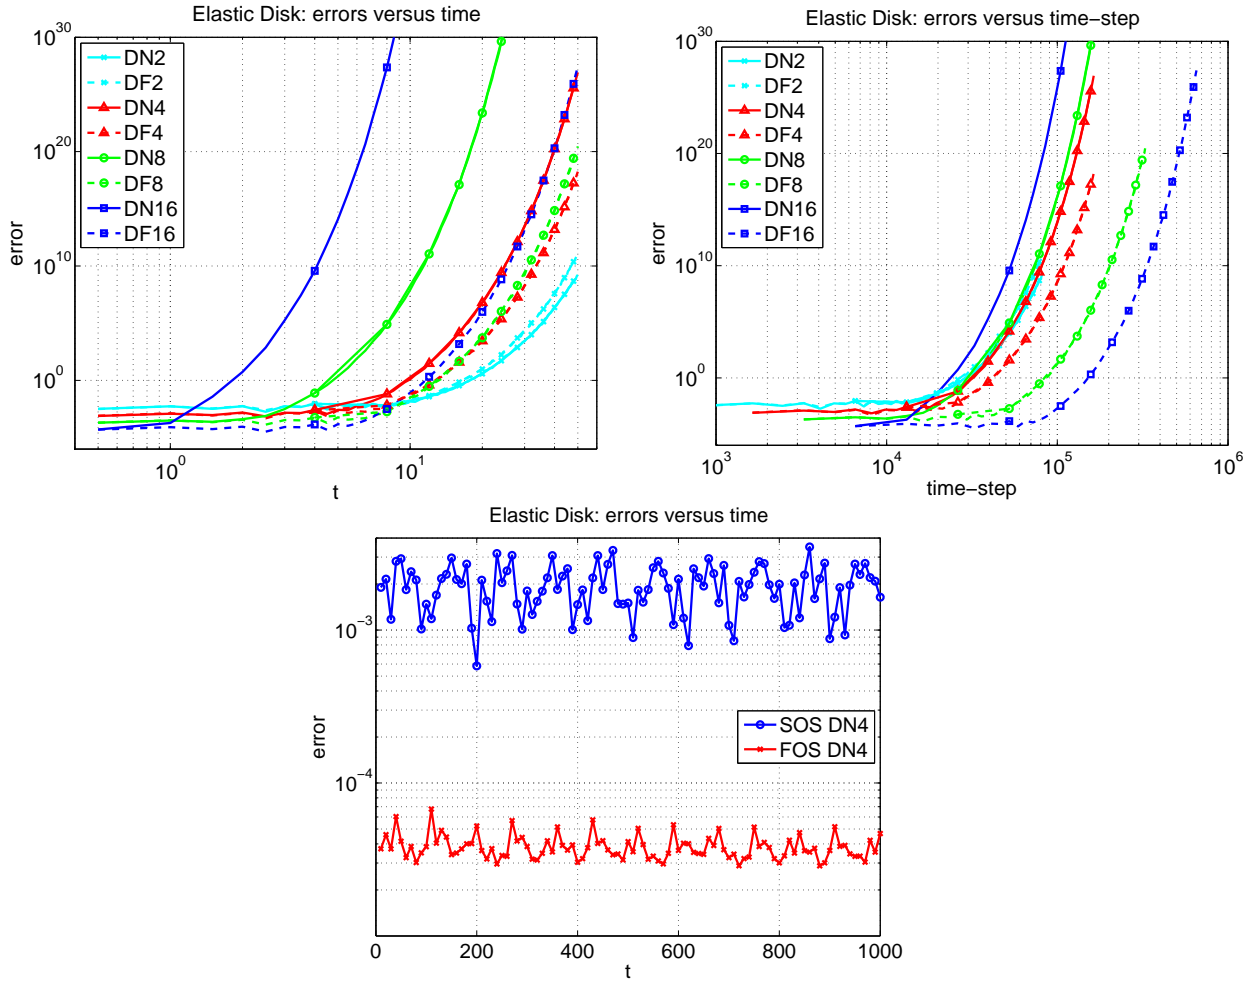 Elastic Disk: errors versus time
error
10^30
10^20
10^10
10^0
DN2
DF2
DN4
DF4
DN8
DF8
DN16
DF16
10^0
10^1
t
Elastic Disk: errors versus time−step
error
10^30
10^20
10^10
10^0
DN2
DF2
DN4
DF4
DN8
DF8
DN16
DF16
10^3
10^4
10^5
10^6
time−step
Elastic Disk: errors versus time
error
10^−3
10^−4
SOS DN4
FOS DN4
0
200
400
600
800
1000
t